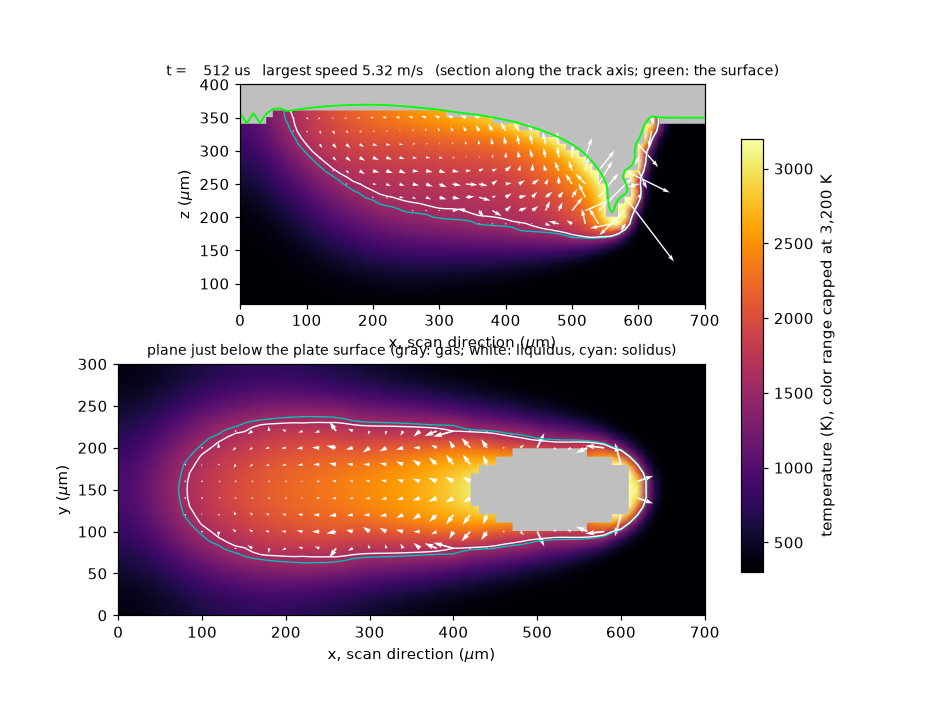 t =    512 us   largest speed 5.32 m/s   (section along the track axis; green: the surface)
400
350
300
250
200
150
100
z (μm)
0 100 200 300 400 500 600 700
x, scan direction (μm)
plane just below the plate surface (gray: gas; white: liquidus, cyan: solidus)
300
250
200
150
100
50
0
y (μm)
0 100 200 300 400 500 600 700
x, scan direction (μm)
3000
2500
2000
1500
1000
500
temperature (K), color range capped at 3,200 K